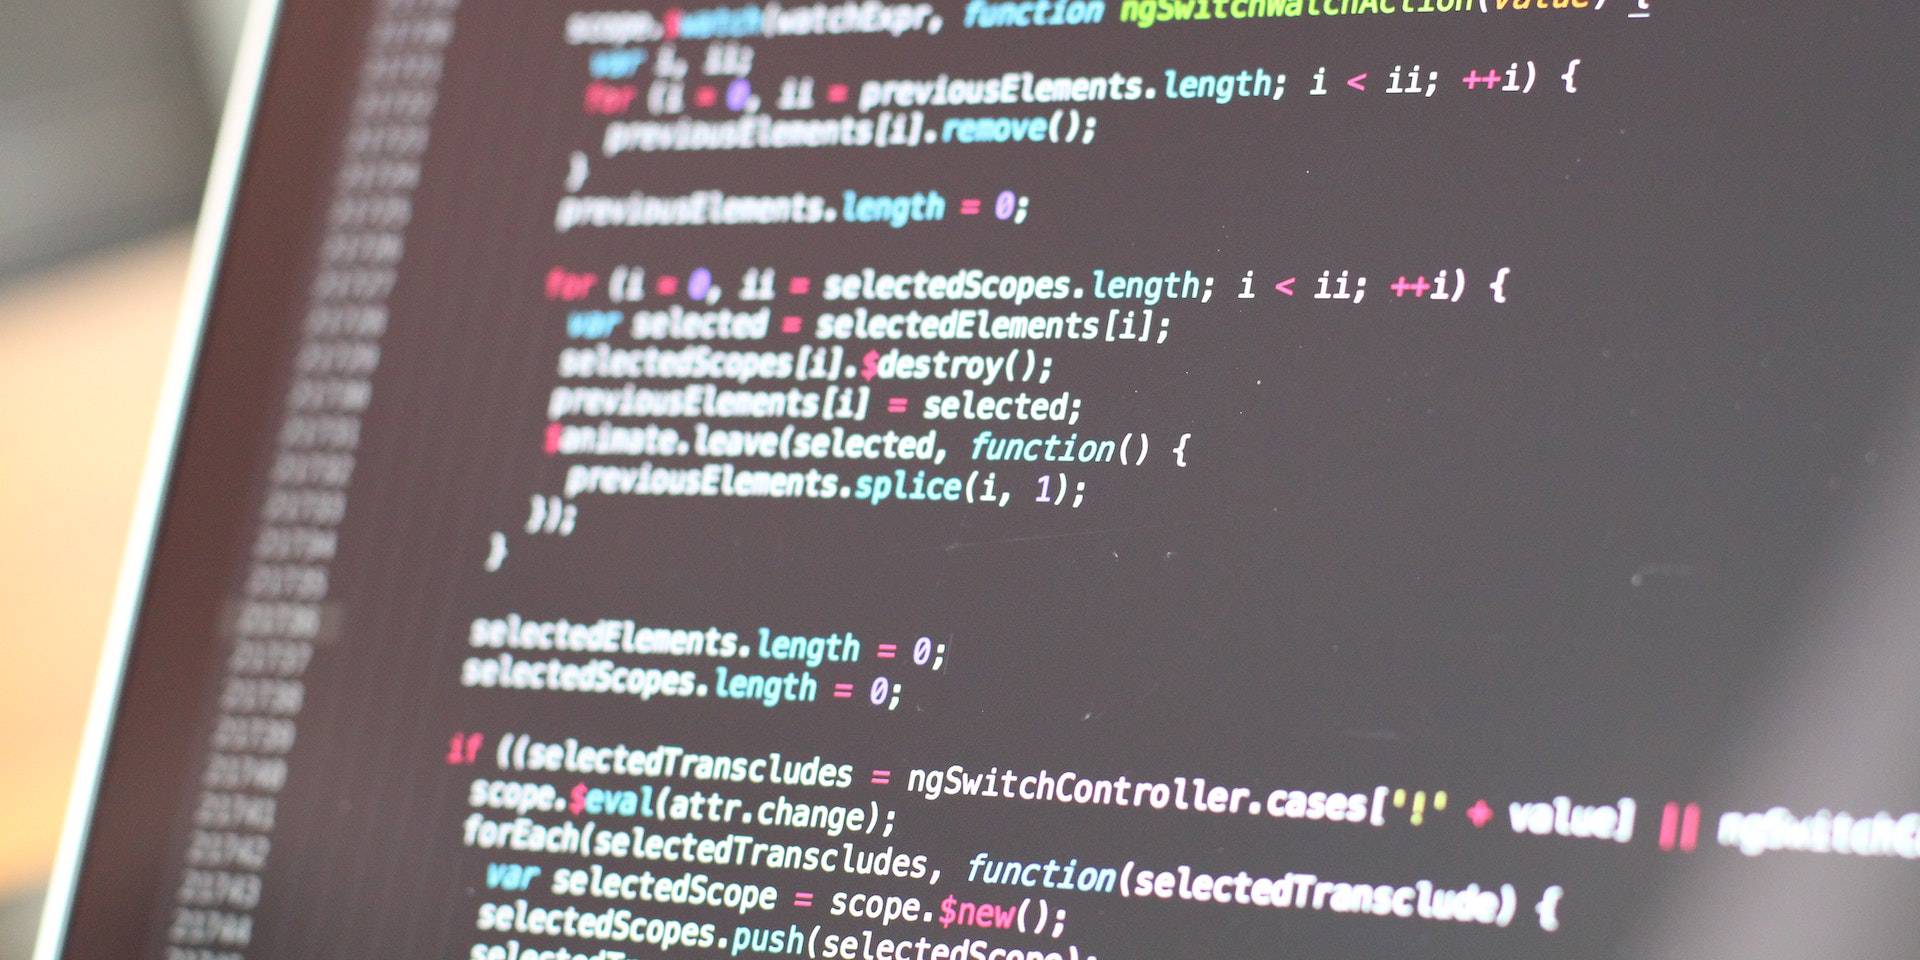 scope.$watch(watchExpr, function ngSwitchWatchAction(value) {
var i, ii;
for (i = 0, ii = previousElements.length; i < ii; ++i) {
previousElements[i].remove();
}
previousElements.length = 0;
for (i = 0, ii = selectedScopes.length; i < ii; ++i) {
var selected = selectedElements[i];
selectedScopes[i].$destroy();
previousElements[i] = selected;
$animate.leave(selected, function() {
previousElements.splice(i, 1);
});
}
selectedElements.length = 0;
selectedScopes.length = 0;
if ((selectedTranscludes = ngSwitchController.cases['!' + value] ||
scope.$eval(attr.change);
forEach(selectedTranscludes, function(selectedTransclude) {
var selectedScope = scope.$new();
selectedScopes.push(selectedScope);